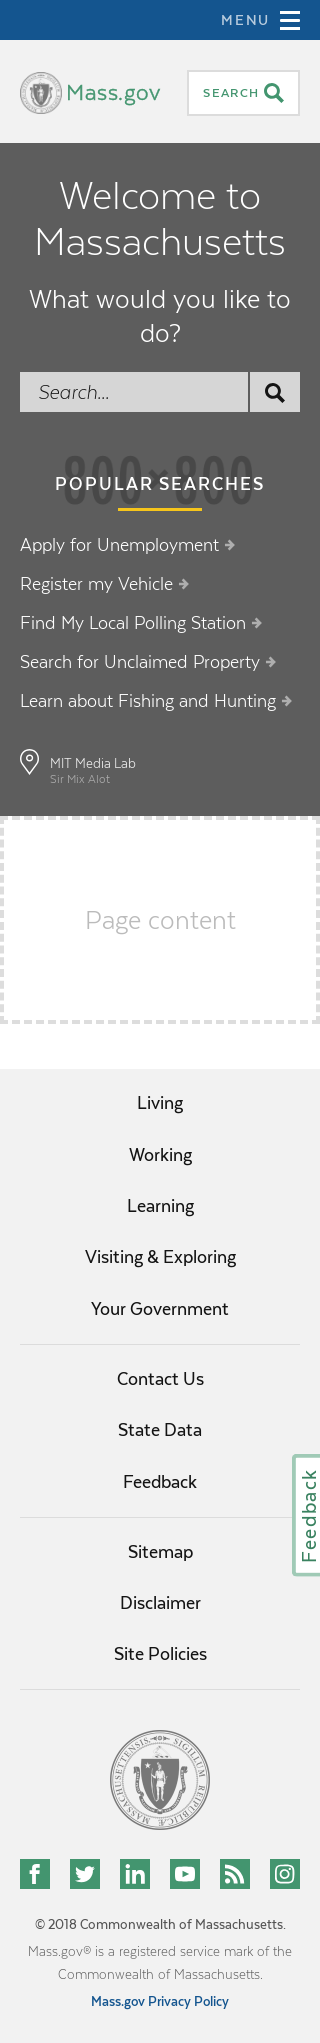 MENU
Mass.gov
SEARCH
Welcome to
Massachusetts
What would you like to
do?
Search...
800×800
POPULAR SEARCHES
Apply for Unemployment
Register my Vehicle
Find My Local Polling Station
Search for Unclaimed Property
Learn about Fishing and Hunting
MIT Media Lab
Sir Mix Alot
Page content
Living
Working
Learning
Visiting & Exploring
Your Government
Contact Us
State Data
Feedback
Feedback
Sitemap
Disclaimer
Site Policies
© 2018 Commonwealth of Massachusetts.
Mass.gov® is a registered service mark of the
Commonwealth of Massachusetts.
Mass.gov Privacy Policy